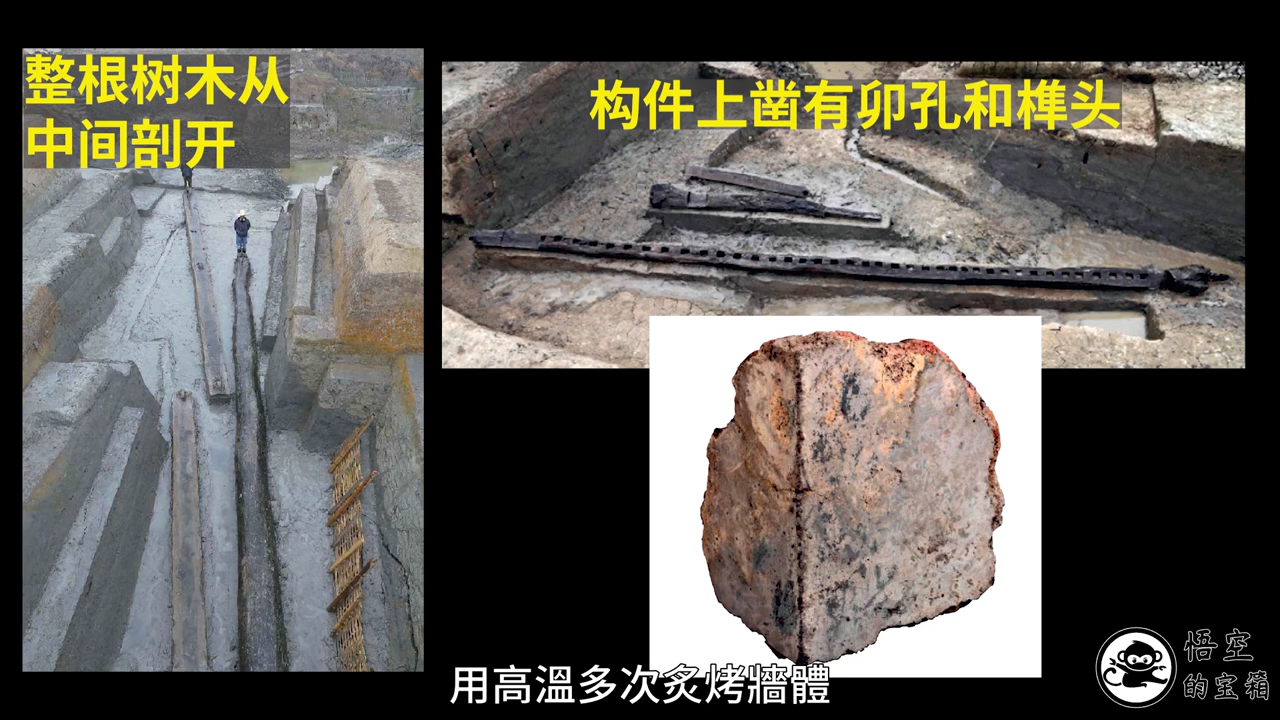 整根树木从
中间剖开
构件上凿有卯孔和榫头
用高溫多次炙烤牆體
悟空
的宝箱